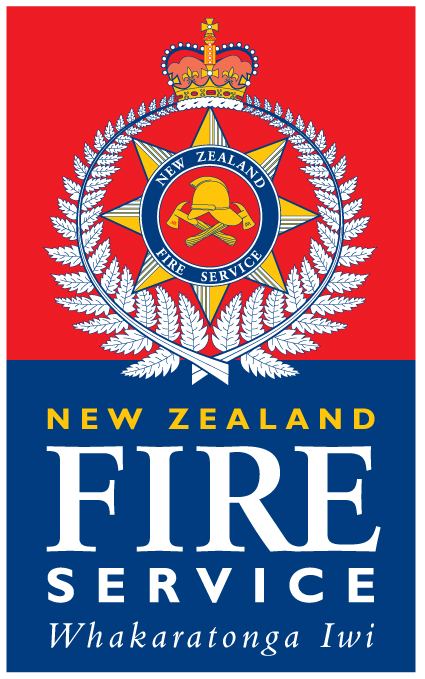 NEW ZEALAND
FIRE SERVICE
NEW ZEALAND
FIRE
SERVICE
Whakaratonga Iwi